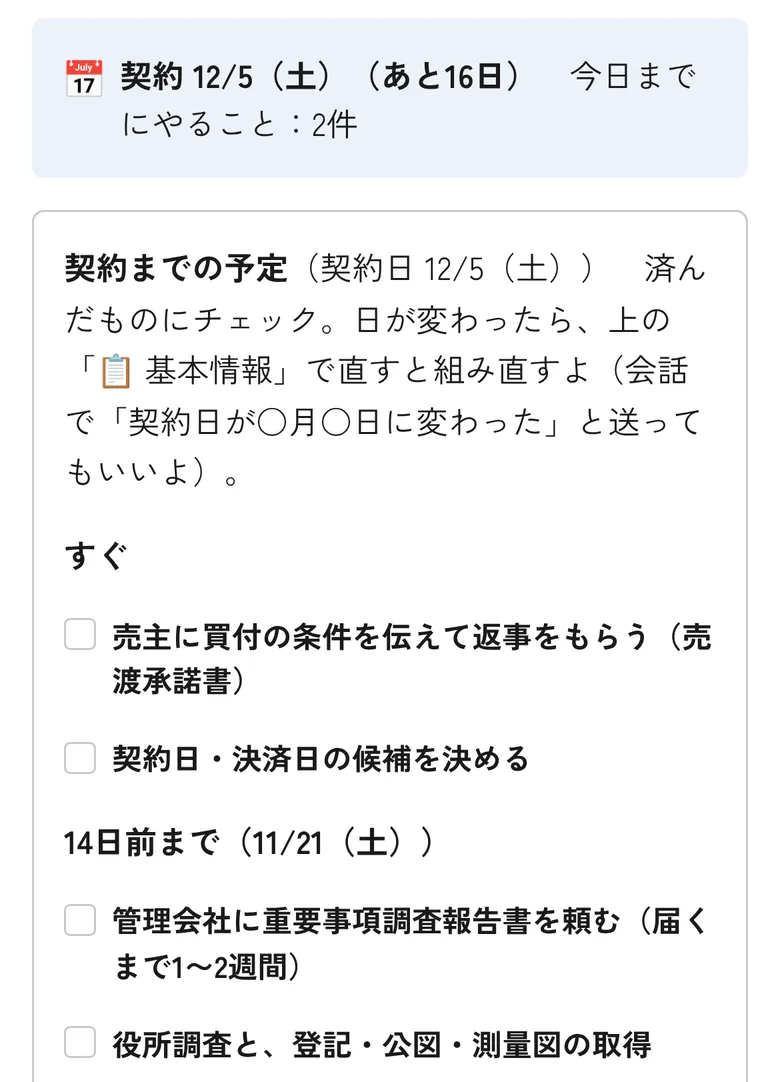 July
17
契約 12/5（土）（あと16日）　今日まで
にやること：2件
契約までの予定（契約日 12/5（土））　済ん
だものにチェック。日が変わったら、上の
「📋 基本情報」で直すと組み直すよ（会話
で「契約日が〇月〇日に変わった」と送って
もいいよ）。
すぐ
売主に買付の条件を伝えて返事をもらう（売
渡承諾書）
契約日・決済日の候補を決める
14日前まで（11/21（土））
管理会社に重要事項調査報告書を頼む（届く
まで1〜2週間）
役所調査と、登記・公図・測量図の取得